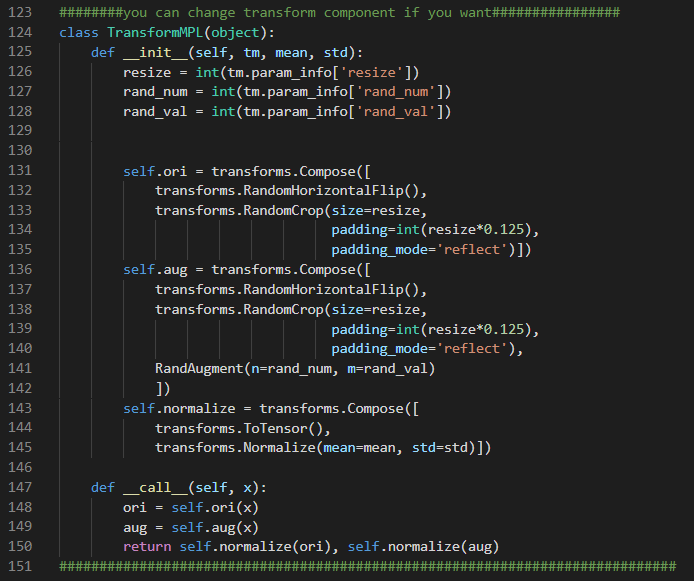 123 ########you can change transform component if you want################
124 class TransformMPL(object):
125     def __init__(self, tm, mean, std):
126         resize = int(tm.param_info['resize'])
127         rand_num = int(tm.param_info['rand_num'])
128         rand_val = int(tm.param_info['rand_val'])
129
130
131         self.ori = transforms.Compose([
132             transforms.RandomHorizontalFlip(),
133             transforms.RandomCrop(size=resize,
134                                   padding=int(resize*0.125),
135                                   padding_mode='reflect')])
136         self.aug = transforms.Compose([
137             transforms.RandomHorizontalFlip(),
138             transforms.RandomCrop(size=resize,
139                                   padding=int(resize*0.125),
140                                   padding_mode='reflect'),
141             RandAugment(n=rand_num, m=rand_val)
142             ])
143         self.normalize = transforms.Compose([
144             transforms.ToTensor(),
145             transforms.Normalize(mean=mean, std=std)])
146
147     def __call__(self, x):
148         ori = self.ori(x)
149         aug = self.aug(x)
150         return self.normalize(ori), self.normalize(aug)
151 #############################################################################